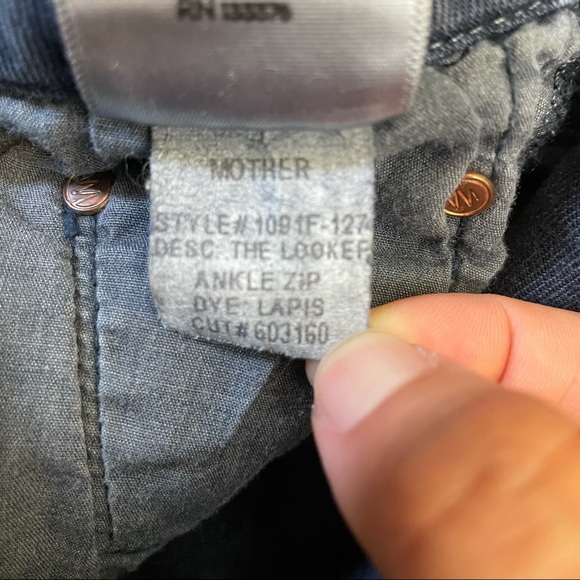 MOTHER
STYLE# 1091F-127
DESC: THE LOOKER
ANKLE ZIP
DYE: LAPIS
CUT# 603160